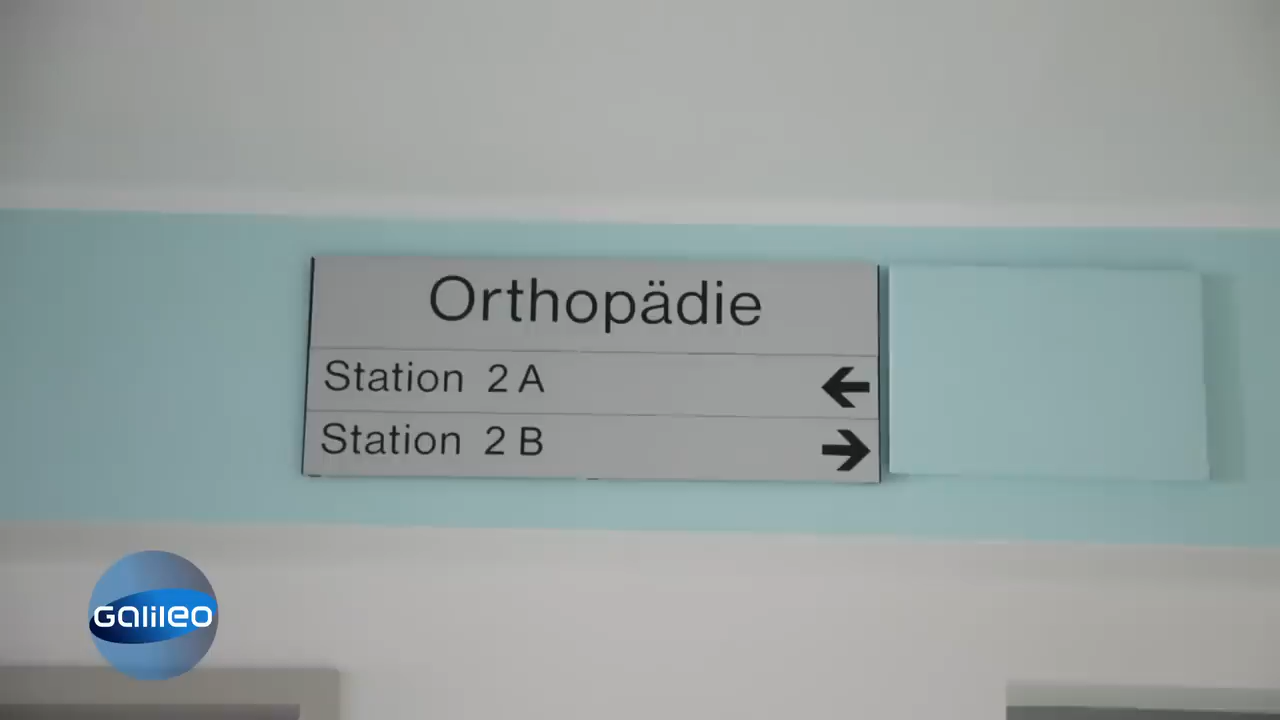 Orthopädie
Station 2 A ←
Station 2 B →
Galileo